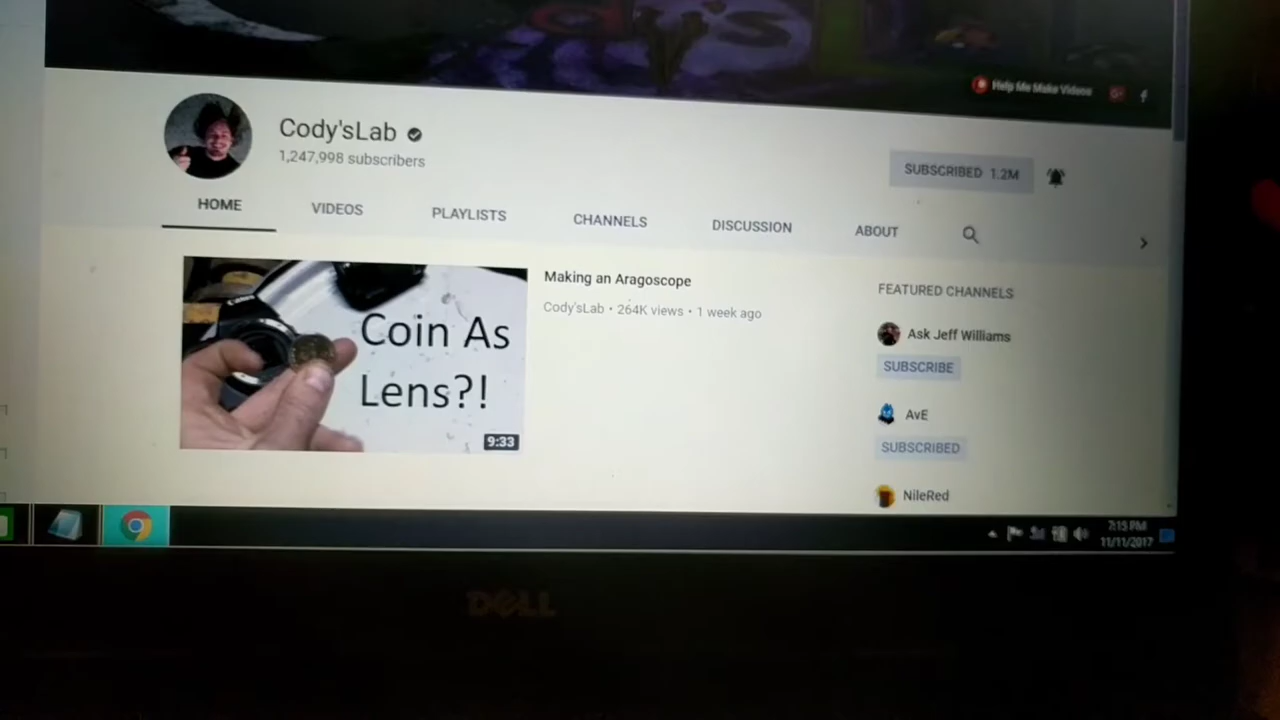 Help Me Make Videos
Cody'sLab
1,247,998 subscribers
SUBSCRIBED 1.2M
HOME VIDEOS PLAYLISTS CHANNELS DISCUSSION ABOUT
Coin As
Lens?!
9:33
Making an Aragoscope
Cody'sLab • 264K views • 1 week ago
FEATURED CHANNELS
Ask Jeff Williams
SUBSCRIBE
AvE
SUBSCRIBED
NileRed
7:15 PM
11/11/2017
DELL